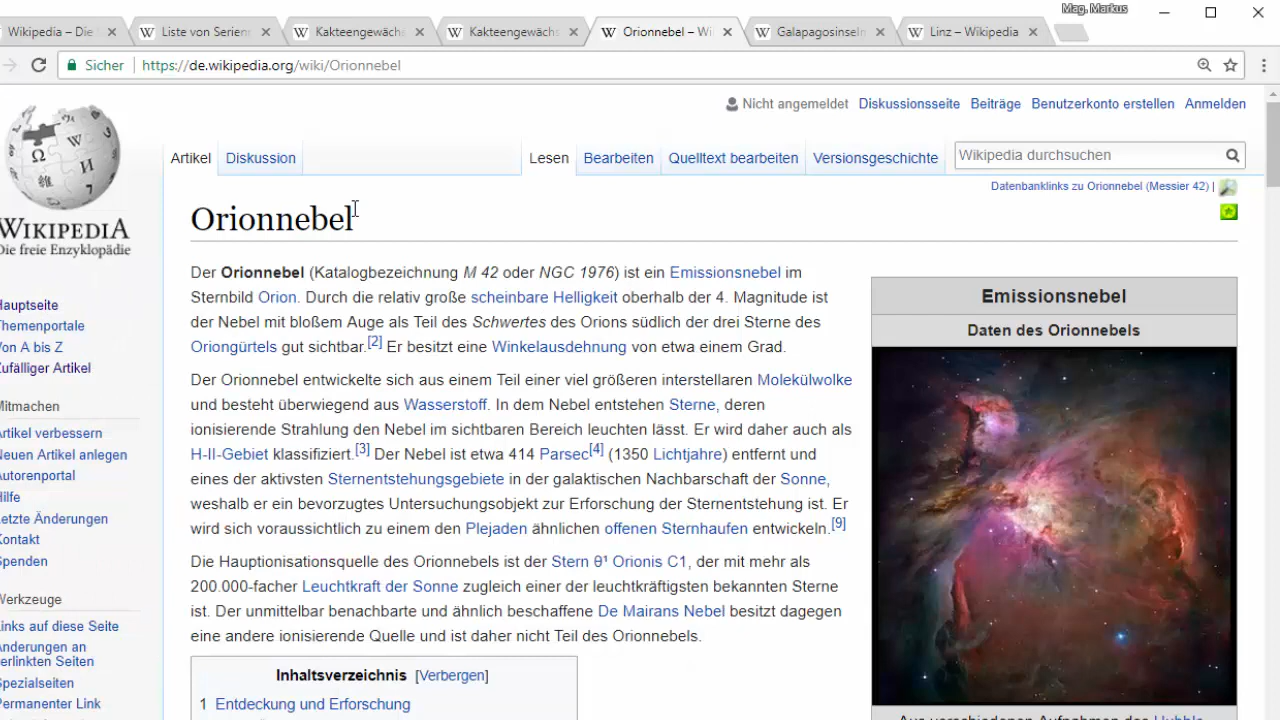 Mag. Markus
Wikipedia – Die
Liste von Serien
Kakteengewächs
Kakteengewächs
Orionnebel – Wi
Galapagosinseln
Linz – Wikipedia
Sicher
https://de.wikipedia.org/wiki/Orionnebel
Nicht angemeldet Diskussionsseite Beiträge Benutzerkonto erstellen Anmelden
Artikel Diskussion Lesen Bearbeiten Quelltext bearbeiten Versionsgeschichte Wikipedia durchsuchen
Datenbanklinks zu Orionnebel (Messier 42) |
WIKIPEDIA
Die freie Enzyklopädie
Hauptseite
Themenportale
Von A bis Z
Zufälliger Artikel
Mitmachen
Artikel verbessern
Neuen Artikel anlegen
Autorenportal
Hilfe
Letzte Änderungen
Kontakt
Spenden
Werkzeuge
Links auf diese Seite
Änderungen an
verlinkten Seiten
Spezialseiten
Permanenter Link
Orionnebel
Der Orionnebel (Katalogbezeichnung M 42 oder NGC 1976) ist ein Emissionsnebel im
Sternbild Orion. Durch die relativ große scheinbare Helligkeit oberhalb der 4. Magnitude ist
der Nebel mit bloßem Auge als Teil des Schwertes des Orions südlich der drei Sterne des
Oriongürtels gut sichtbar.[2] Er besitzt eine Winkelausdehnung von etwa einem Grad.
Der Orionnebel entwickelte sich aus einem Teil einer viel größeren interstellaren Molekülwolke
und besteht überwiegend aus Wasserstoff. In dem Nebel entstehen Sterne, deren
ionisierende Strahlung den Nebel im sichtbaren Bereich leuchten lässt. Er wird daher auch als
H-II-Gebiet klassifiziert.[3] Der Nebel ist etwa 414 Parsec[4] (1350 Lichtjahre) entfernt und
eines der aktivsten Sternentstehungsgebiete in der galaktischen Nachbarschaft der Sonne,
weshalb er ein bevorzugtes Untersuchungsobjekt zur Erforschung der Sternentstehung ist. Er
wird sich voraussichtlich zu einem den Plejaden ähnlichen offenen Sternhaufen entwickeln.[9]
Die Hauptionisationsquelle des Orionnebels ist der Stern θ¹ Orionis C1, der mit mehr als
200.000-facher Leuchtkraft der Sonne zugleich einer der leuchtkräftigsten bekannten Sterne
ist. Der unmittelbar benachbarte und ähnlich beschaffene De Mairans Nebel besitzt dagegen
eine andere ionisierende Quelle und ist daher nicht Teil des Orionnebels.
Inhaltsverzeichnis [Verbergen]
1 Entdeckung und Erforschung
Emissionsnebel
Daten des Orionnebels
Aus verschiedenen Aufnahmen des Hubble